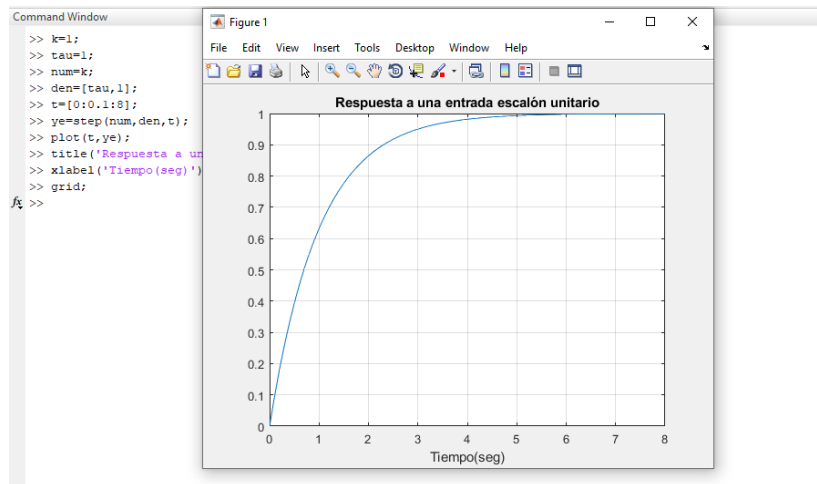 Command Window
>> k=1;
>> tau=1;
>> num=k;
>> den=[tau,1];
>> t=[0:0.1:8];
>> ye=step(num,den,t);
>> plot(t,ye);
>> title('Respuesta a un
>> xlabel('Tiempo(seg)')
>> grid;
fx >>
Figure 1
File Edit View Insert Tools Desktop Window Help
Respuesta a una entrada escalón unitario
1
0.9
0.8
0.7
0.6
0.5
0.4
0.3
0.2
0.1
0
0 1 2 3 4 5 6 7 8
Tiempo(seg)